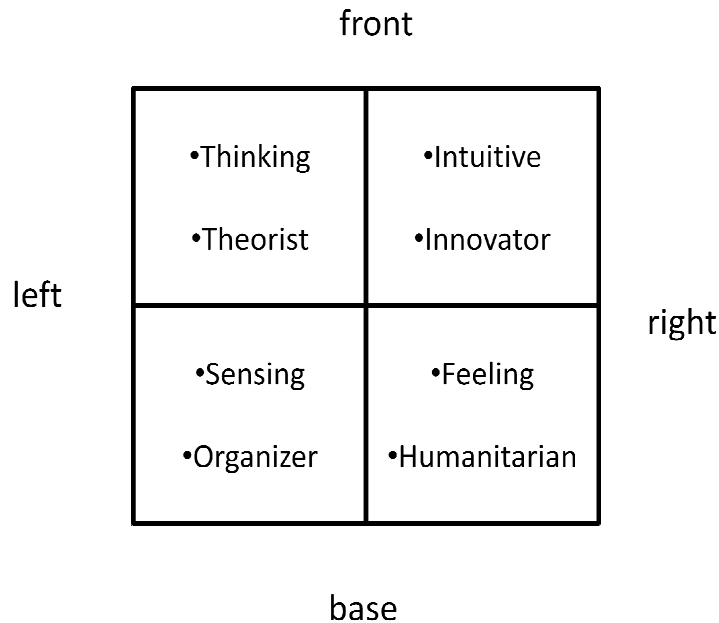 front
•Thinking
•Intuitive
•Theorist
•Innovator
left
right
•Sensing
•Feeling
•Organizer
•Humanitarian
base